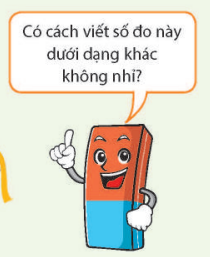 Có cách viết số đo này
dưới dạng khác
không nhỉ?